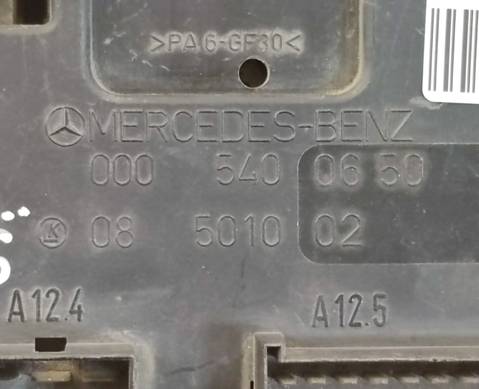 >PA6-GF30<
MERCEDES-BENZ
000 540 06 50
K 08 5010 02
A12.4 A12.5